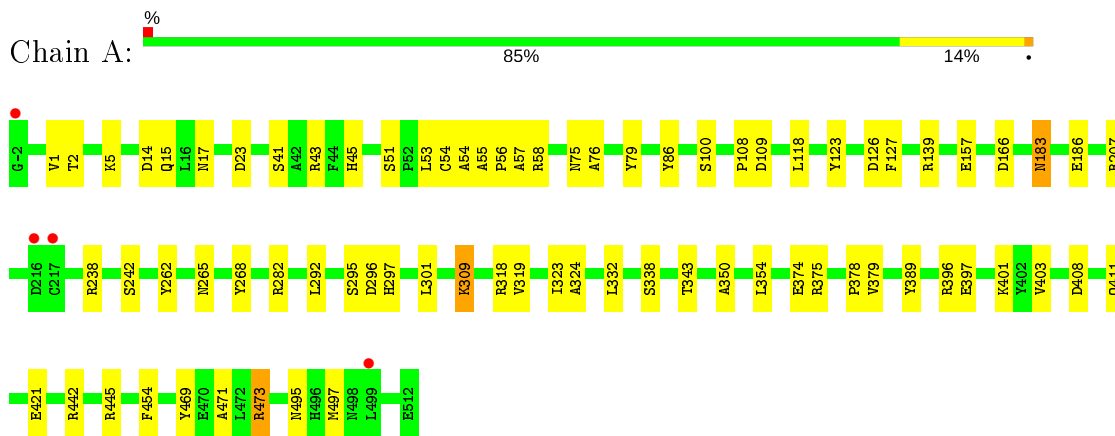 %
Chain A:
85% 14% •
G-2 V1 T2 K5 D14 Q15 L16 N17 D23 S41 A42 R43 F44 H45 S51 P52 L53 C54 A54 A55 P56 A57 R58 N75 A76 Y79 Y86 S100 P108 D109 L118 Y123 D126 F127 R139 E157 D166 N183 E186
D216 C217 R238 S242 Y262 N265 Y268 R282 L292 S295 D296 H297 L301 K309 R318 V319 I323 A324 L332 S338 T343 A350 L354 E374 R375 P378 V379 Y389 R396 E397 K401 Y402 V403 D408
E421 R442 R445 F454 Y469 E470 A471 L472 R473 N495 H496 M497 N498 L499 E512